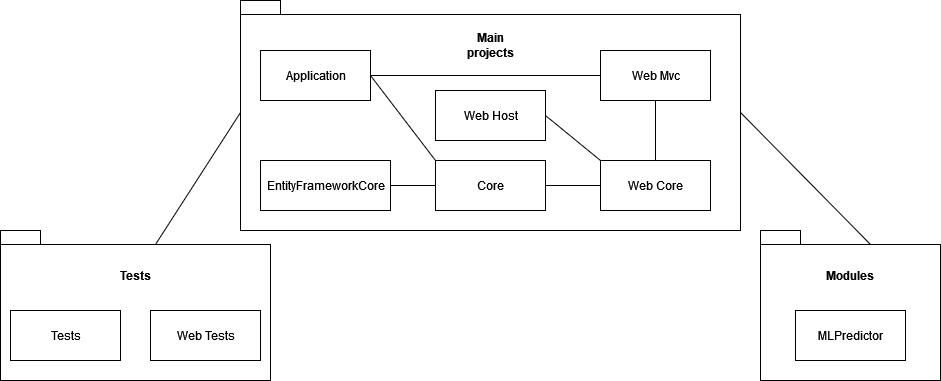 Main
projects
Application
Web Mvc
Web Host
EntityFrameworkCore
Core
Web Core
Tests
Tests
Web Tests
Modules
MLPredictor